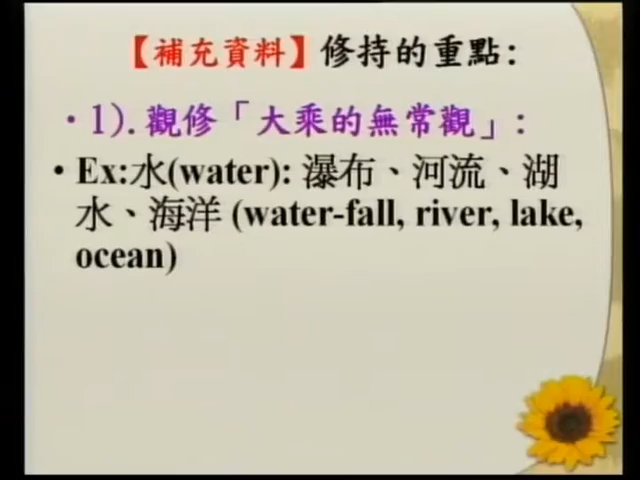 【補充資料】修持的重點:
•1).觀修「大乘的無常觀」:
•Ex:水(water): 瀑布、河流、湖
水、海洋 (water-fall, river, lake,
ocean)